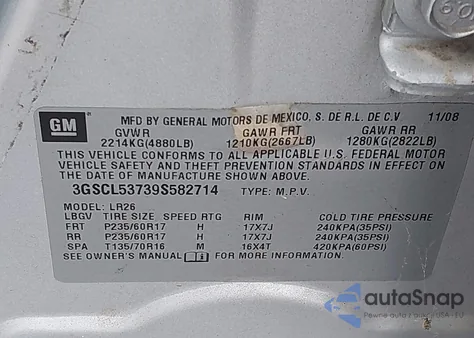 GM
MFD BY GENERAL MOTORS DE MEXICO, S. DE R.L. DE C.V 11/08
GVWR GAWR FRT GAWR RR
2214KG(4880LB) 1210KG(2667LB) 1280KG(2822LB)
THIS VEHICLE CONFORMS TO ALL APPLICABLE U.S. FEDERAL MOTOR
VEHICLE SAFETY AND THEFT PREVENTION STANDARDS IN EFFECT ON
THE DATE OF MANUFACTURE SHOWN ABOVE.
3GSCL53739S582714 TYPE: M.P.V.
MODEL: LR26
LBGV TIRE SIZE, SPEED RTG RIM COLD TIRE PRESSURE
FRT P235/60R17 H 17X7J 240KPA(35PSI)
RR P235/60R17 H 17X7J 240KPA(35PSI)
SPA T135/70R16 M 16X4T 420KPA(60PSI)
SEE OWNER'S MANUAL i FOR MORE INFORMATION.
autoSnap
Pewne auto z USA - EU